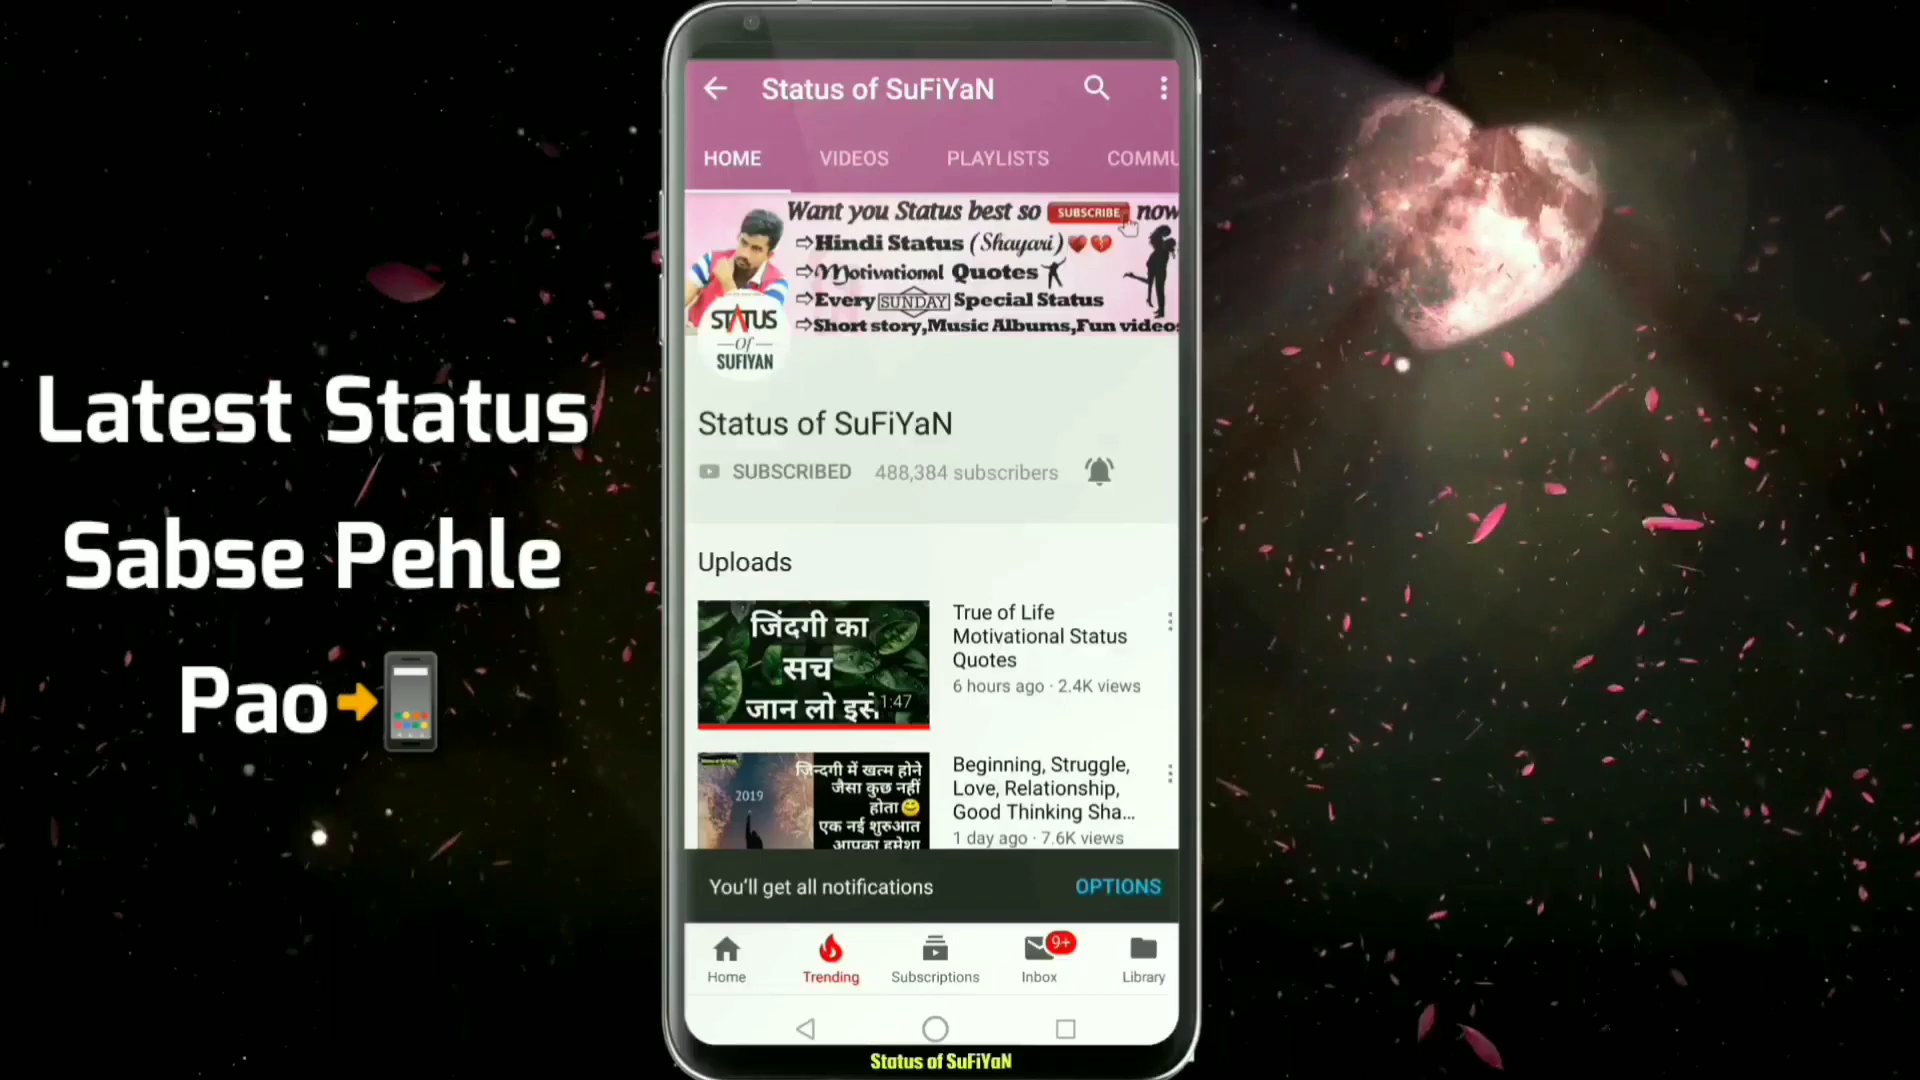 Latest Status
Sabse Pehle
Pao
Status of SuFiYaN
HOME VIDEOS PLAYLISTS COMMU
Want you Status best so SUBSCRIBE now
⇨Hindi Status (Shayari)
⇨Motivational Quotes
⇨Every SUNDAY Special Status
⇨Short story,Music Albums,Fun videos
STATUS
Of
SUFIYAN
Status of SuFiYaN
SUBSCRIBED 488,384 subscribers
Uploads
जिंदगी का
सच
जान लो इसे
1:47
True of Life
Motivational Status
Quotes
6 hours ago · 2.4K views
2019
जिन्दगी में खत्म होने
जैसा कुछ नहीं
होता
एक नई शुरुआत
आपका हमेशा
Beginning, Struggle,
Love, Relationship,
Good Thinking Sha...
1 day ago · 7.6K views
You'll get all notifications OPTIONS
9+
Home Trending Subscriptions Inbox Library
Status of SuFiYaN